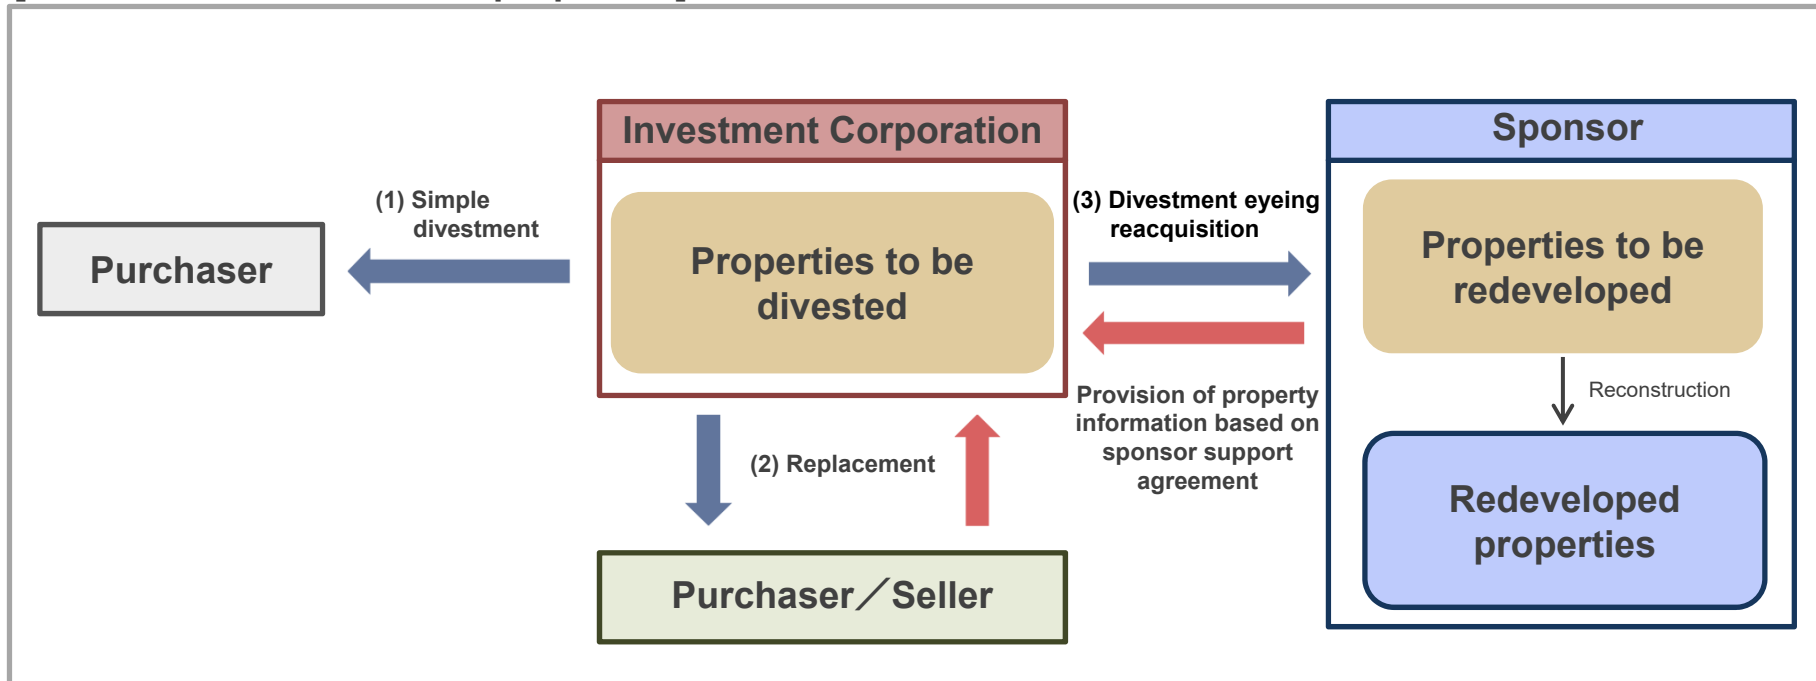 Investment Corporation
Sponsor
(1) Simple
divestment
(3) Divestment eyeing
reacquisition
Purchaser
Properties to be
divested
Properties to be
redeveloped
Provision of property
information based on
sponsor support
agreement
Reconstruction
(2) Replacement
Redeveloped
properties
Purchaser／Seller